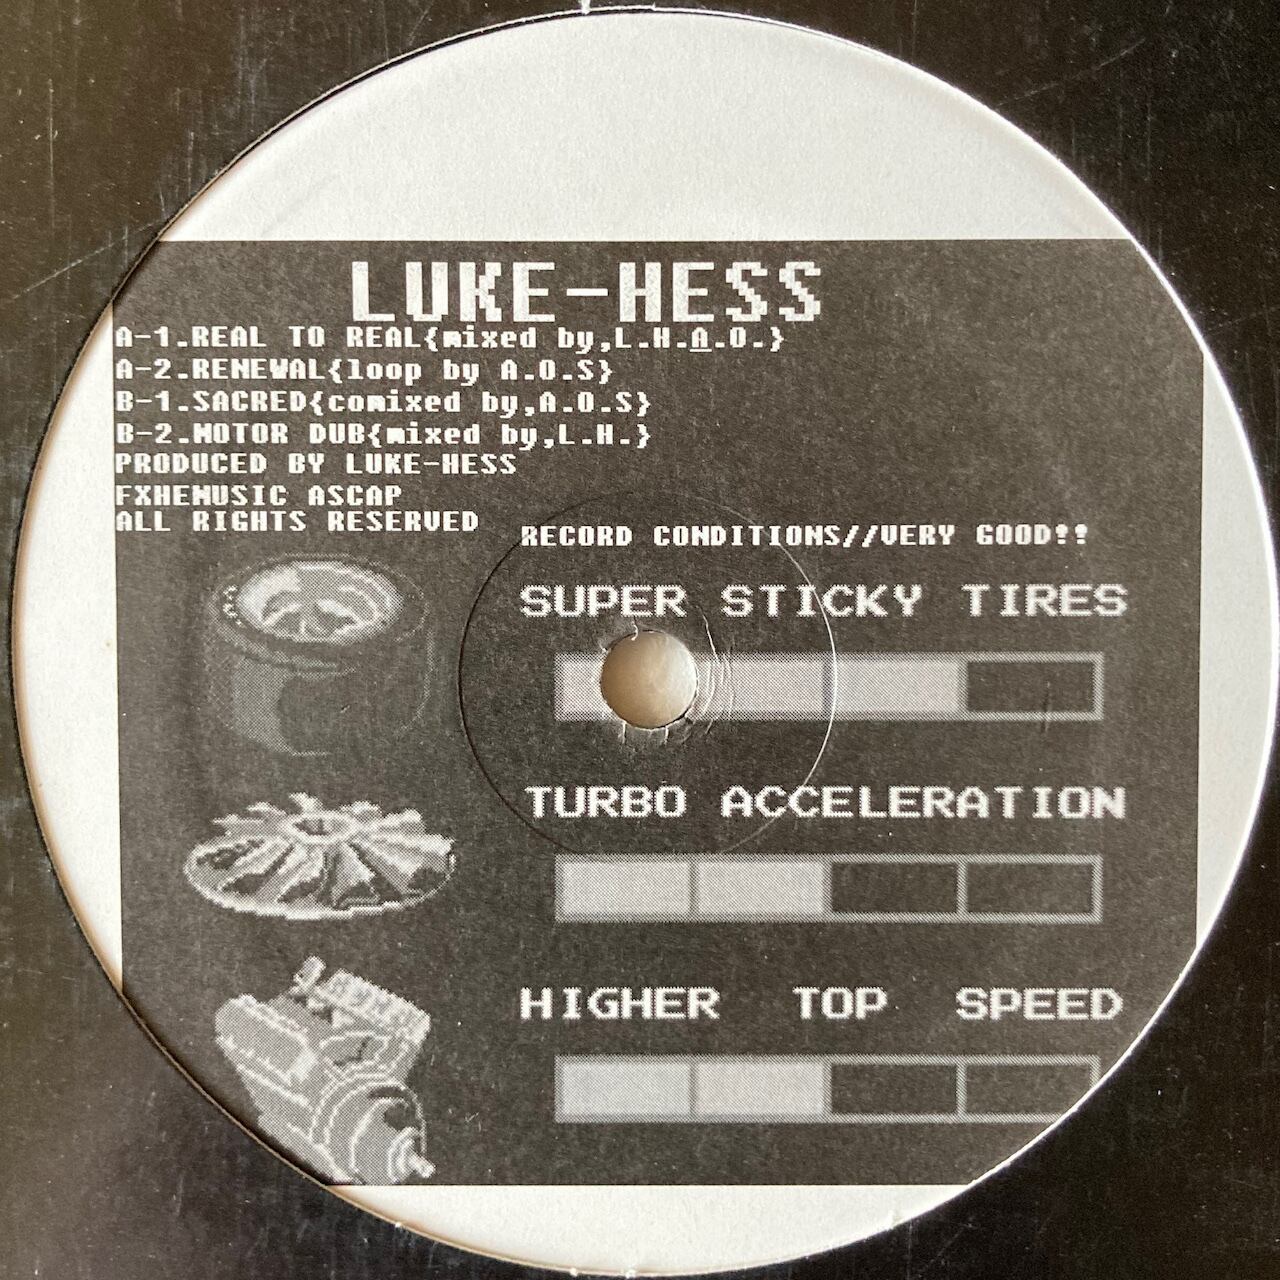 LUKE-HESS
A-1.REAL TO REAL{mixed by,L.H.A.O.}
A-2.RENEWAL{loop by A.O.S}
B-1.SACRED{comixed by,A.O.S}
B-2.MOTOR DUB{mixed by,L.H.}
PRODUCED BY LUKE-HESS
FXHEMUSIC ASCAP
ALL RIGHTS RESERVED
RECORD CONDITIONS//VERY GOOD!!
SUPER STICKY TIRES
TURBO ACCELERATION
HIGHER TOP SPEED